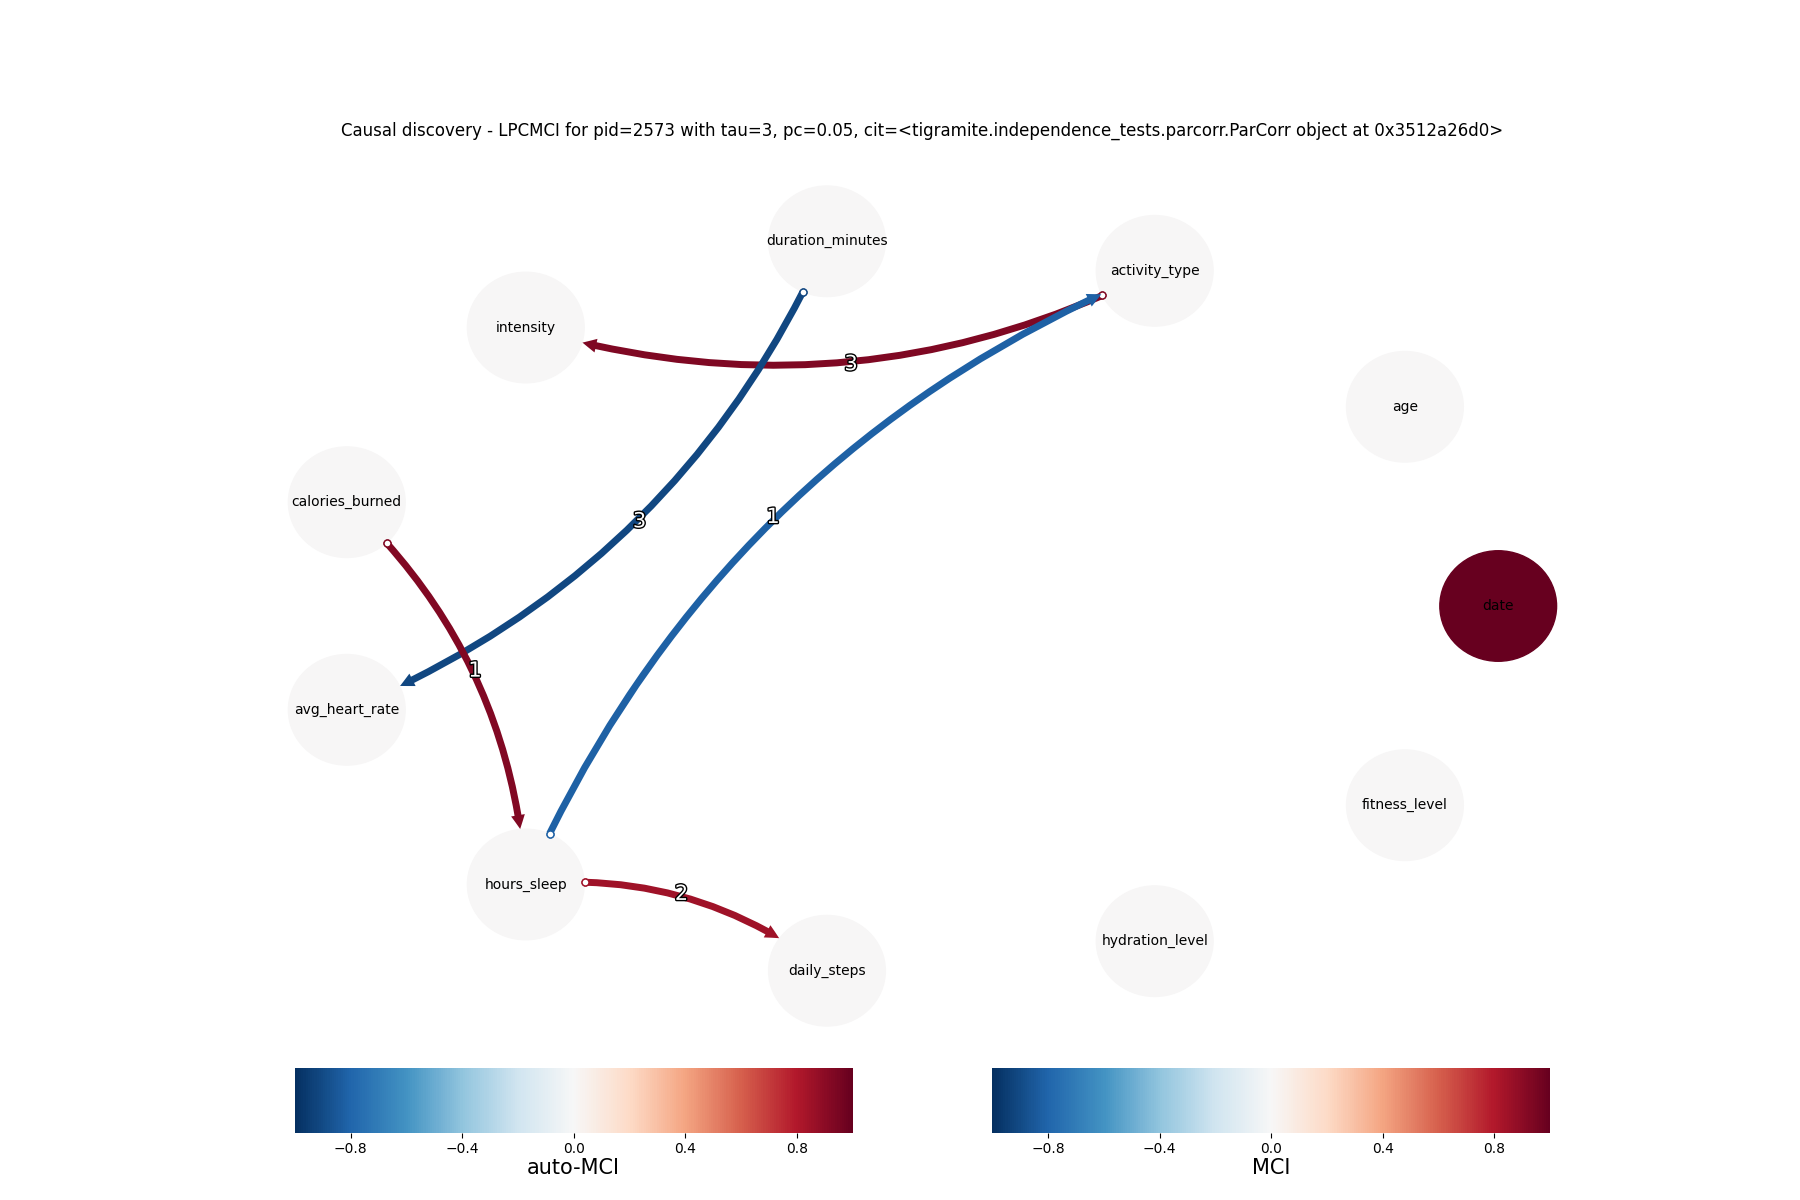 Causal discovery - LPCMCI for pid=2573 with tau=3, pc=0.05, cit=<tigramite.independence_tests.parcorr.ParCorr object at 0x3512a26d0>
duration_minutes
activity_type
intensity
3
age
calories_burned
3
1
date
1
avg_heart_rate
fitness_level
hours_sleep
2
hydration_level
daily_steps
−0.8 −0.4 0.0 0.4 0.8
auto-MCI
−0.8 −0.4 0.0 0.4 0.8
MCI